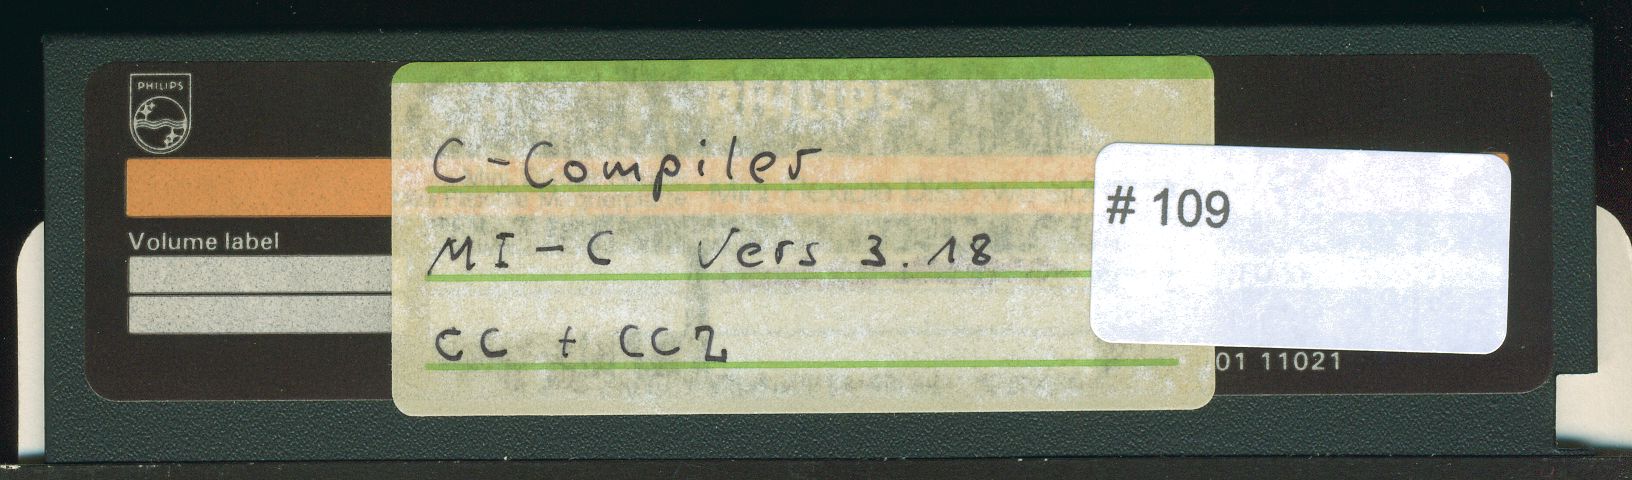 PHILIPS
C-Compiler
MI-C Vers 3.18
CC + CC2
# 109
Volume label
01 11021